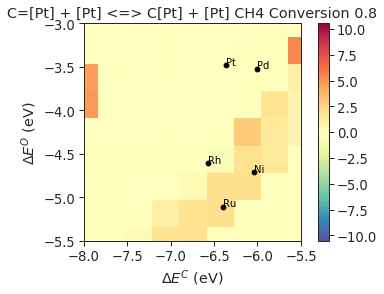 C=[Pt] + [Pt] <=> C[Pt] + [Pt] CH4 Conversion 0.8
−3.0
−3.5
−4.0
−4.5
−5.0
−5.5
ΔE^O (eV)
Pt
Pd
Rh
Ni
Ru
−8.0 −7.5 −7.0 −6.5 −6.0 −5.5
ΔE^C (eV)
10.0
7.5
5.0
2.5
0.0
−2.5
−5.0
−7.5
−10.0